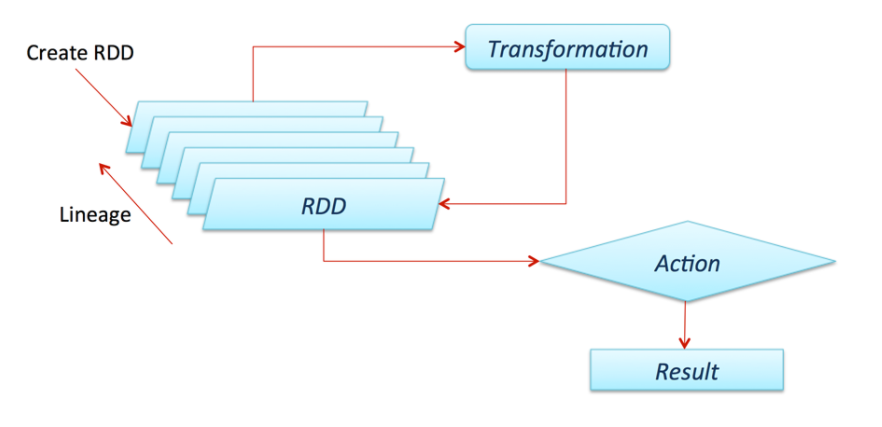 Transformation
Create RDD
RDD
Lineage
Action
Result